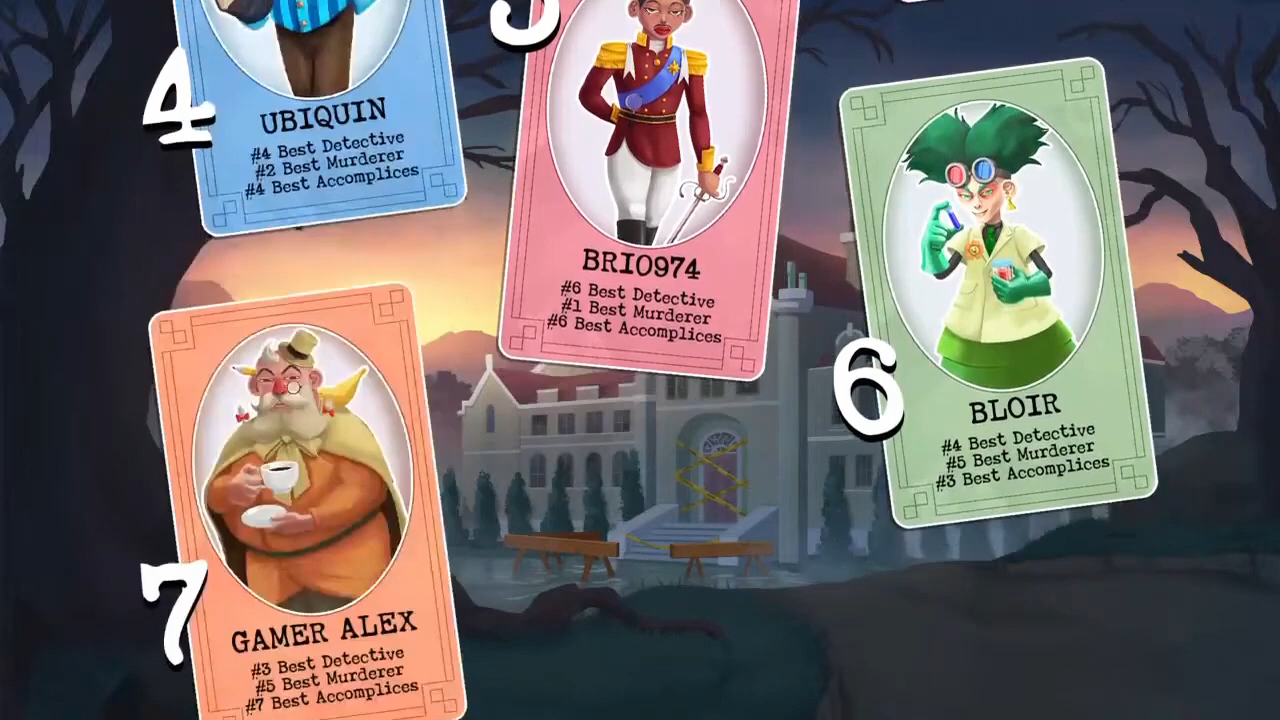 4
UBIQUIN
#4 Best Detective
#2 Best Murderer
#4 Best Accomplices
5
BRIO974
#6 Best Detective
#1 Best Murderer
#6 Best Accomplices
6
BLOIR
#4 Best Detective
#5 Best Murderer
#3 Best Accomplices
7
GAMER ALEX
#3 Best Detective
#5 Best Murderer
#7 Best Accomplices